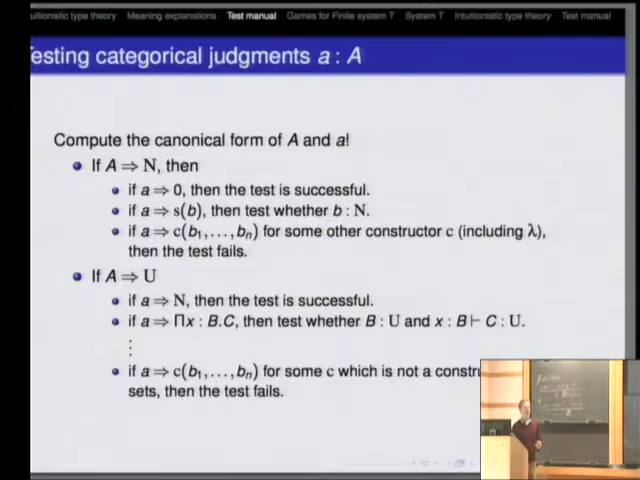 Meaning explanations Test manual Games for Finite system T System T Intuitionistic type theory Test manual
esting categorical judgments a : A
Compute the canonical form of A and a!
If A ⇒ N, then
if a ⇒ 0, then the test is successful.
if a ⇒ s(b), then test whether b : N.
if a ⇒ c(b₁,...,bₙ) for some other constructor c (including λ),
then the test fails.
If A ⇒ U
if a ⇒ N, then the test is successful.
if a ⇒ Πx : B.C, then test whether B : U and x : B ⊢ C : U.
⋮
if a ⇒ c(b₁,...,bₙ) for some c which is not a constru
sets, then the test fails.